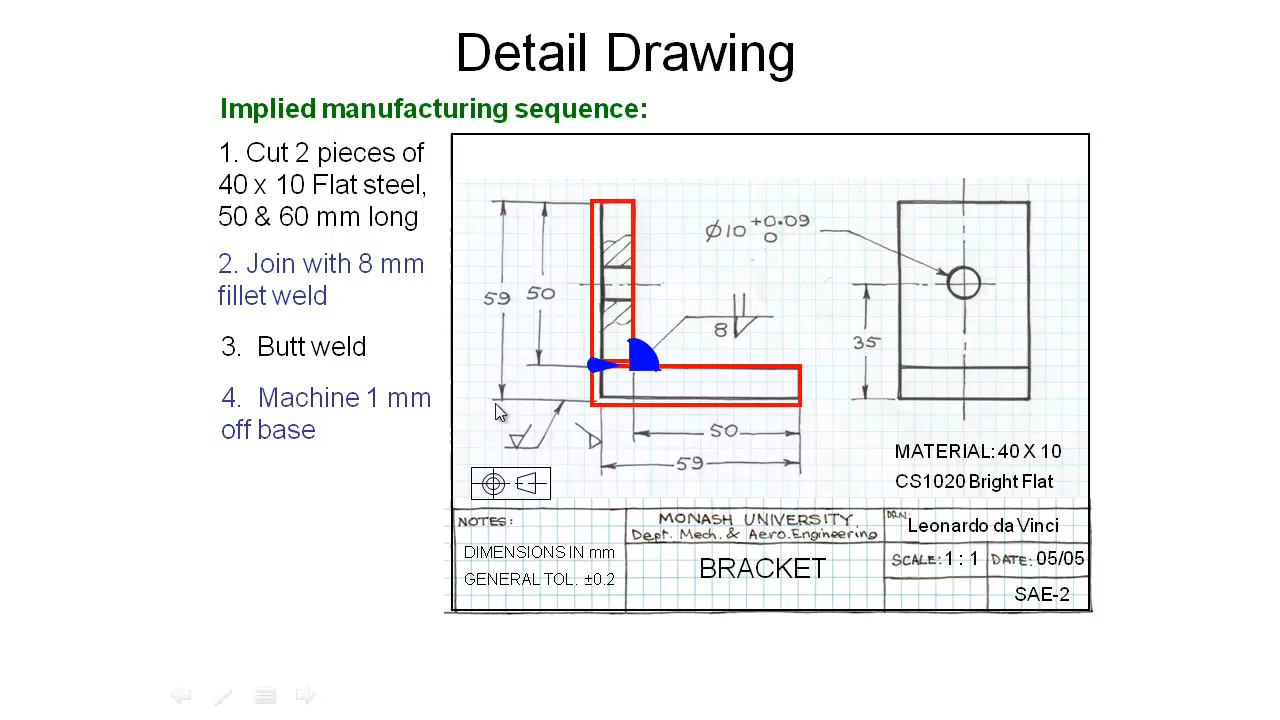 Detail Drawing
Implied manufacturing sequence:
1. Cut 2 pieces of
40 x 10 Flat steel,
50 & 60 mm long
2. Join with 8 mm
fillet weld
3. Butt weld
4. Machine 1 mm
off base
59
50
8
50
59
Ø10 +0.09
0
35
MATERIAL: 40 X 10
CS1020 Bright Flat
NOTES:
DIMENSIONS IN mm
GENERAL TOL. ±0.2
MONASH UNIVERSITY
Dept. Mech. & Aero. Engineering
BRACKET
DRN: Leonardo da Vinci
SCALE: 1 : 1
DATE: 05/05
SAE-2